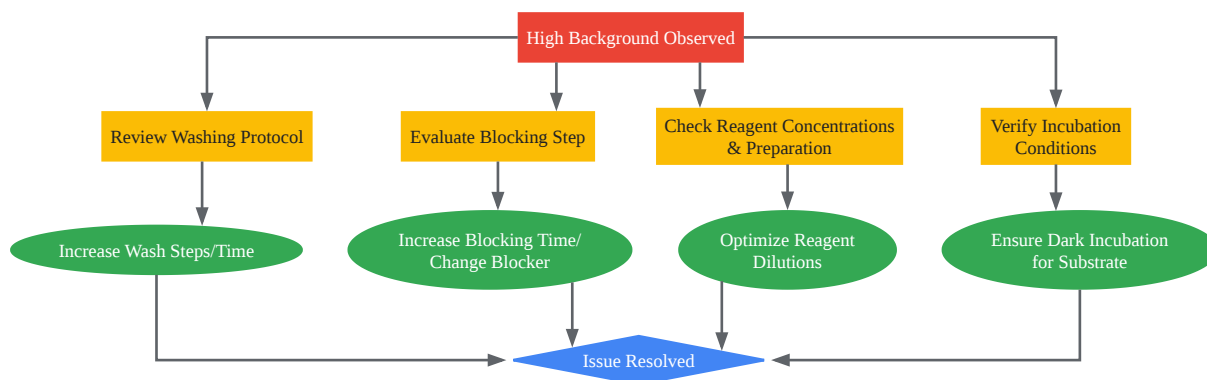 High Background Observed
Review Washing Protocol
Evaluate Blocking Step
Check Reagent Concentrations
& Preparation
Verify Incubation
Conditions
Increase Wash Steps/Time
Increase Blocking Time/
Change Blocker
Optimize Reagent
Dilutions
Ensure Dark Incubation
for Substrate
Issue Resolved